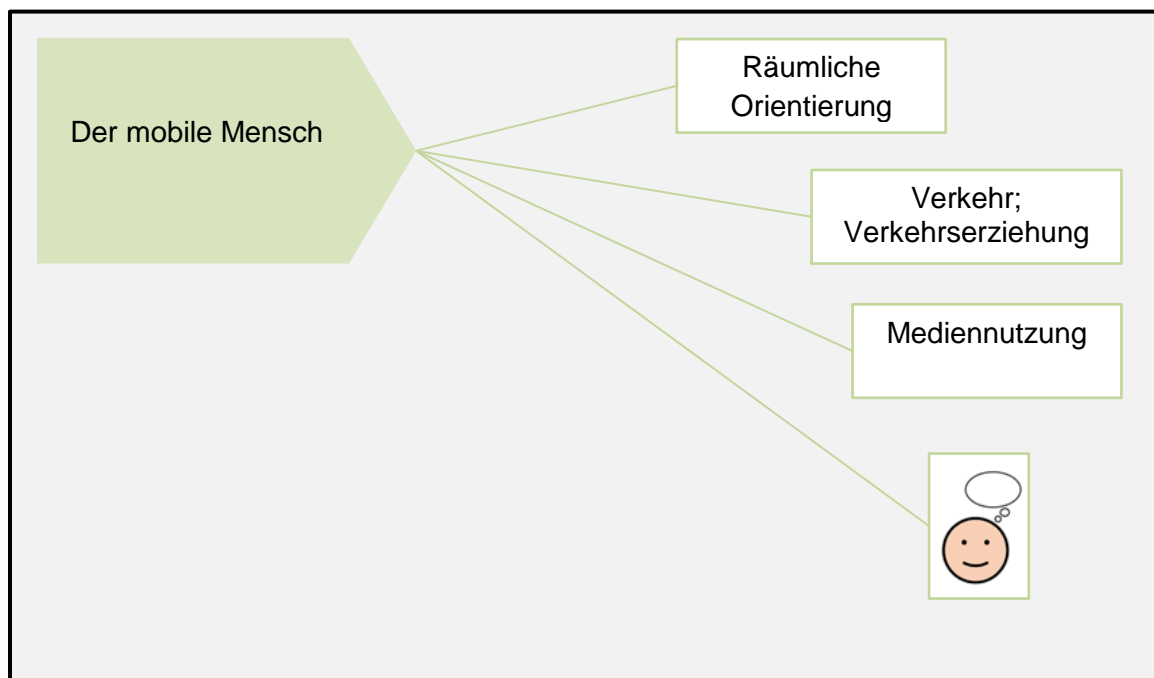 Der mobile Mensch
Räumliche
Orientierung
Verkehr;
Verkehrserziehung
Mediennutzung